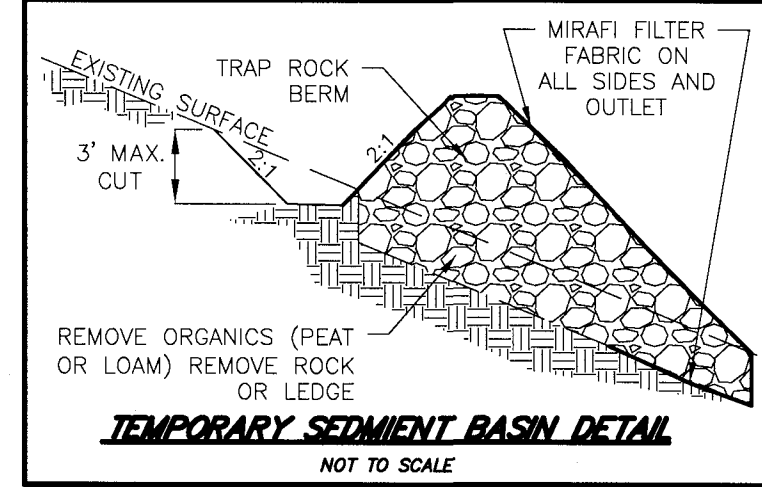 MIRAFI FILTER
FABRIC ON
ALL SIDES AND
OUTLET
TRAP ROCK
BERM
EXISTING SURFACE
2:1
2:1
3' MAX.
CUT
REMOVE ORGANICS (PEAT
OR LOAM) REMOVE ROCK
OR LEDGE
TEMPORARY SEDMIENT BASIN DETAIL
NOT TO SCALE